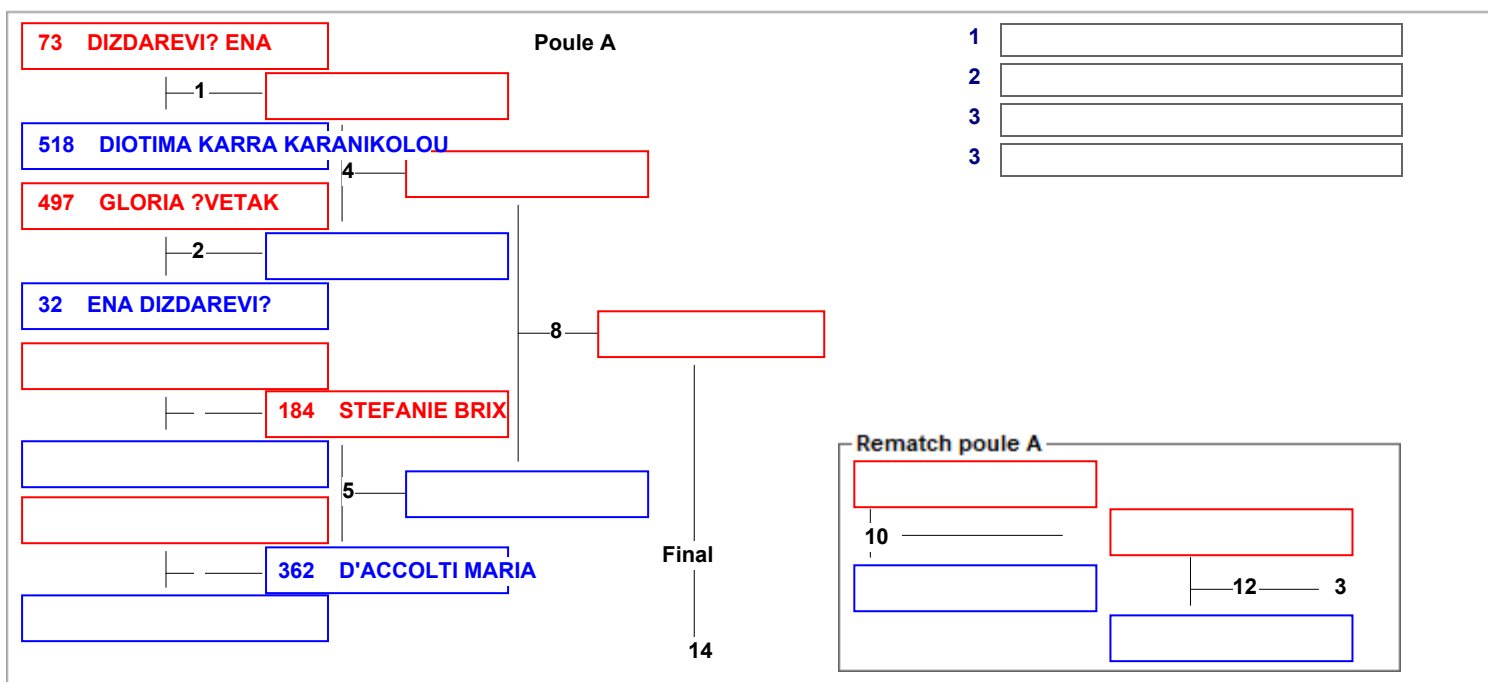 73 DIZDAREVI? ENA
Poule A
1
518 DIOTIMA KARRA KARANIKOLOU
4
497 GLORIA ?VETAK
2
32 ENA DIZDAREVI?
8
184 STEFANIE BRIX
5
362 D'ACCOLTI MARIA
Final
14
1
2
3
3
Rematch poule A
10
12 3